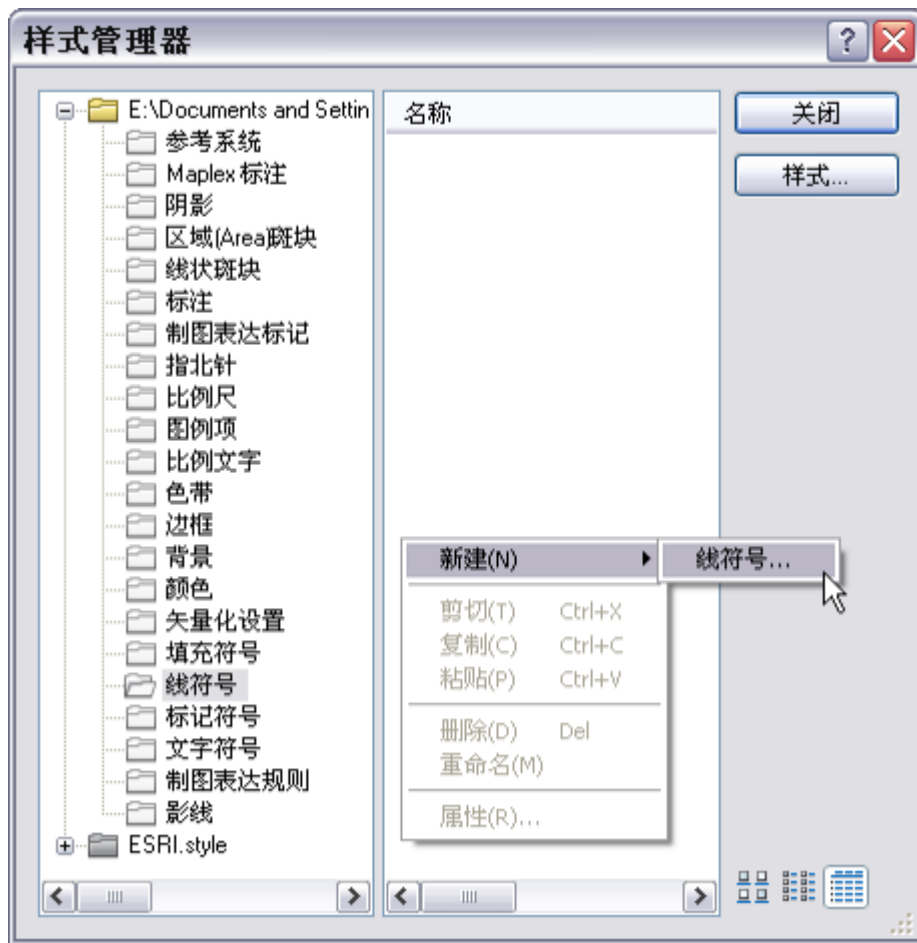 样式管理器
E:\Documents and Settin
参考系统
Maplex 标注
阴影
区域(Area)斑块
线状斑块
标注
制图表达标记
指北针
比例尺
图例项
比例文字
色带
边框
背景
颜色
矢量化设置
填充符号
线符号
标记符号
文字符号
制图表达规则
影线
ESRI.style
名称
新建(N)
线符号...
剪切(T) Ctrl+X
复制(C) Ctrl+C
粘贴(P) Ctrl+V
删除(D) Del
重命名(M)
属性(R)...
关闭
样式...